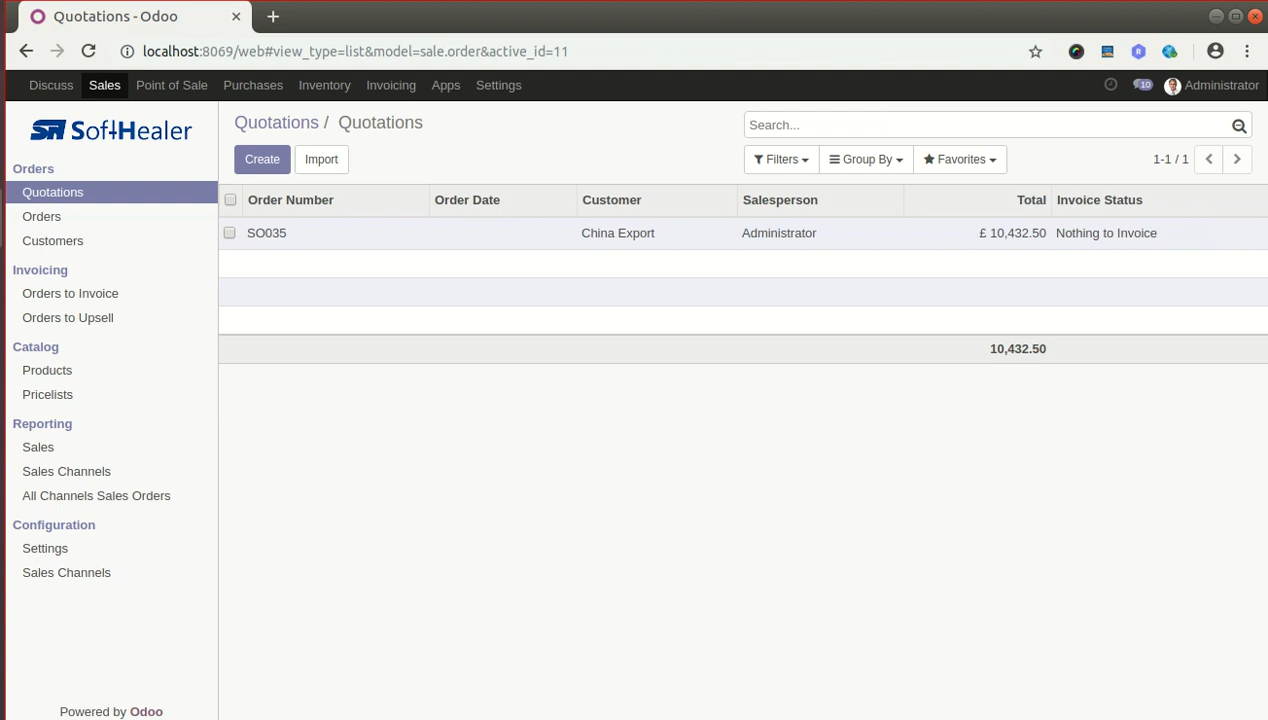 Quotations - Odoo
localhost:8069/web#view_type=list&model=sale.order&active_id=11
Discuss Sales Point of Sale Purchases Inventory Invoicing Apps Settings 10 Administrator
SoftHealer
Orders
Quotations
Orders
Customers
Invoicing
Orders to Invoice
Orders to Upsell
Catalog
Products
Pricelists
Reporting
Sales
Sales Channels
All Channels Sales Orders
Configuration
Settings
Sales Channels
Powered by Odoo
Quotations / Quotations
Search...
Create Import
Filters Group By Favorites 1-1 / 1
Order Number Order Date Customer Salesperson Total Invoice Status
SO035 China Export Administrator £ 10,432.50 Nothing to Invoice
10,432.50